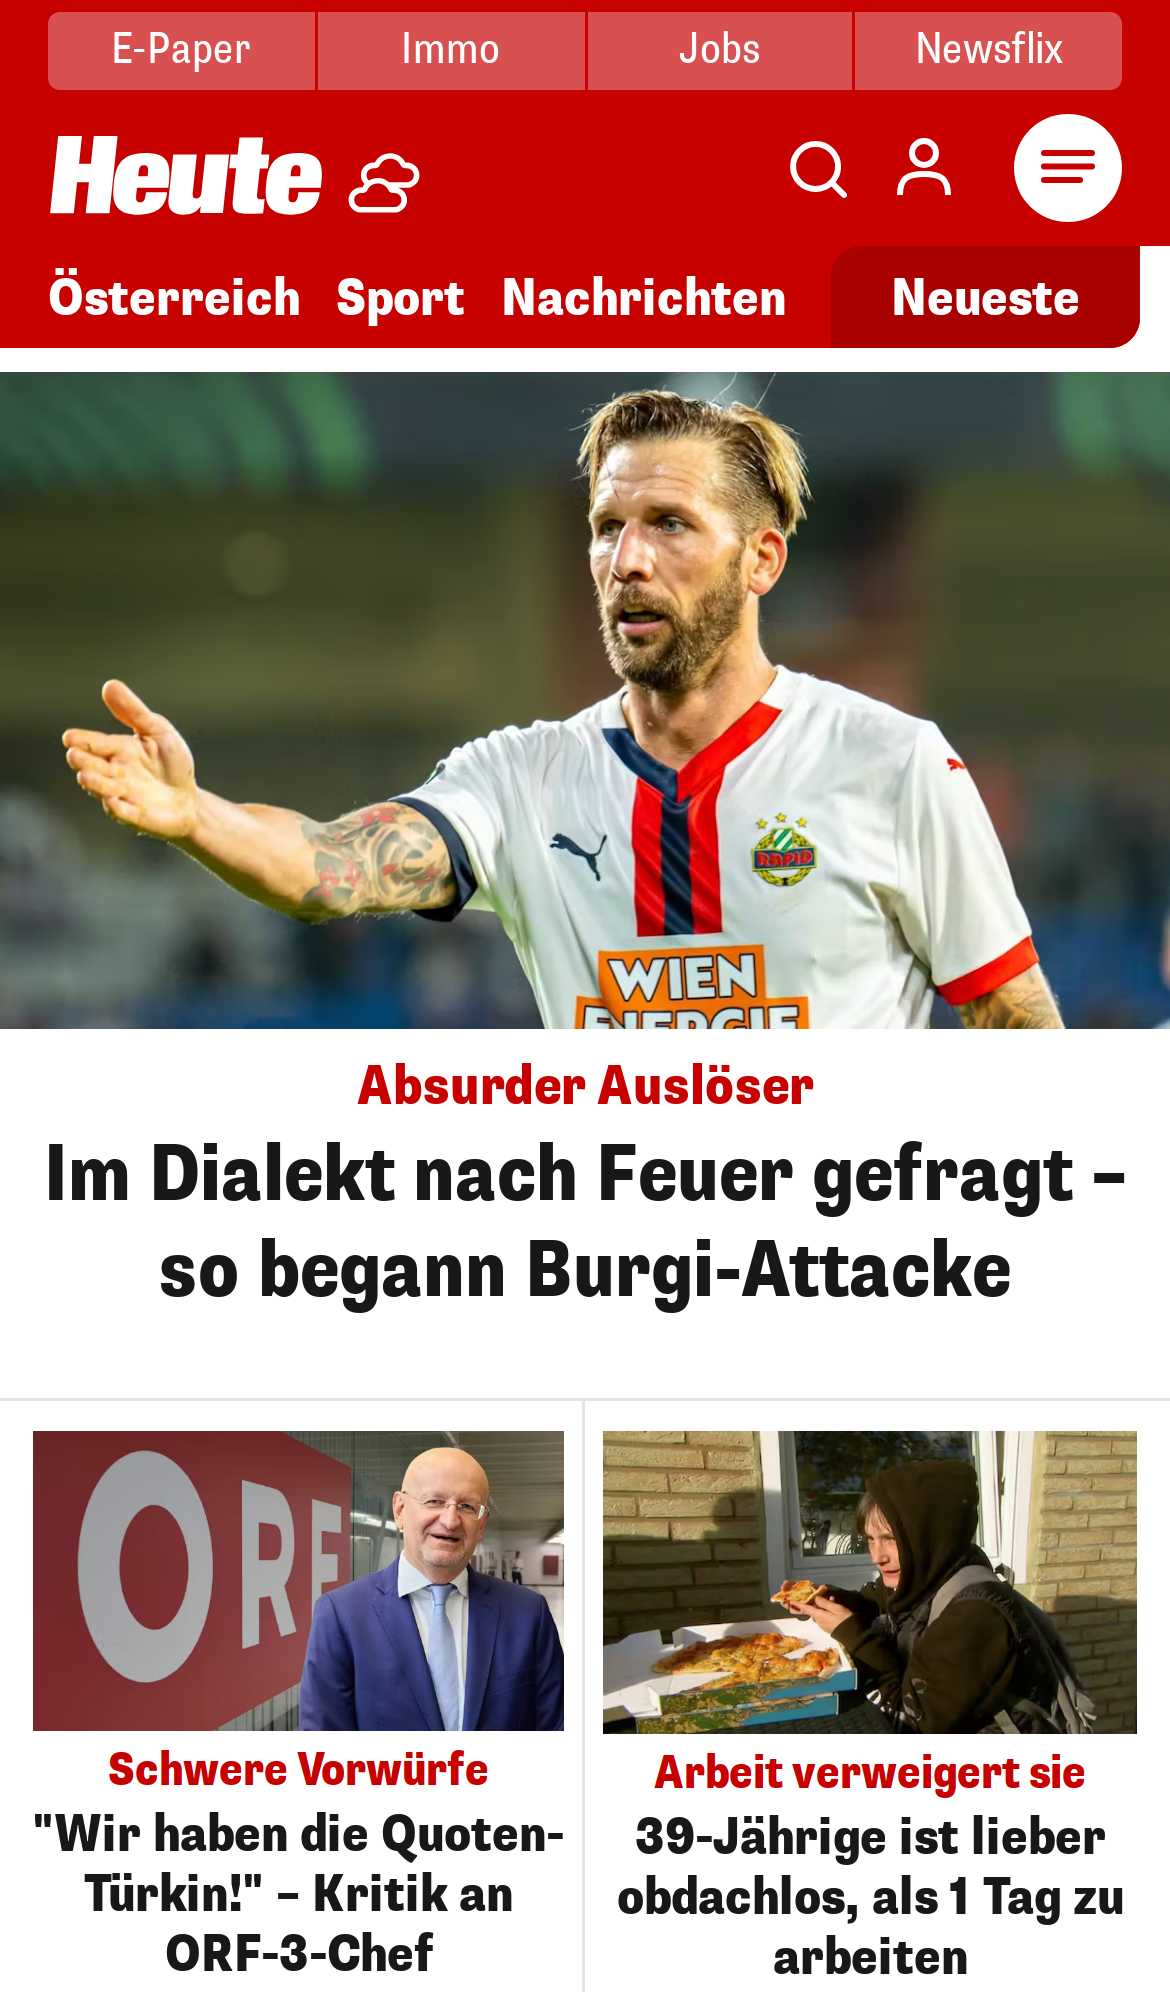 E-Paper
Immo
Jobs
Newsflix
Heute
Österreich
Sport
Nachrichten
Neueste
RAPID
WIEN
ENERGIE
Absurder Auslöser
Im Dialekt nach Feuer gefragt –
so begann Burgi-Attacke
ORF
Schwere Vorwürfe
"Wir haben die Quoten-
Türkin!" – Kritik an
ORF-3-Chef
Arbeit verweigert sie
39-Jährige ist lieber
obdachlos, als 1 Tag zu
arbeiten